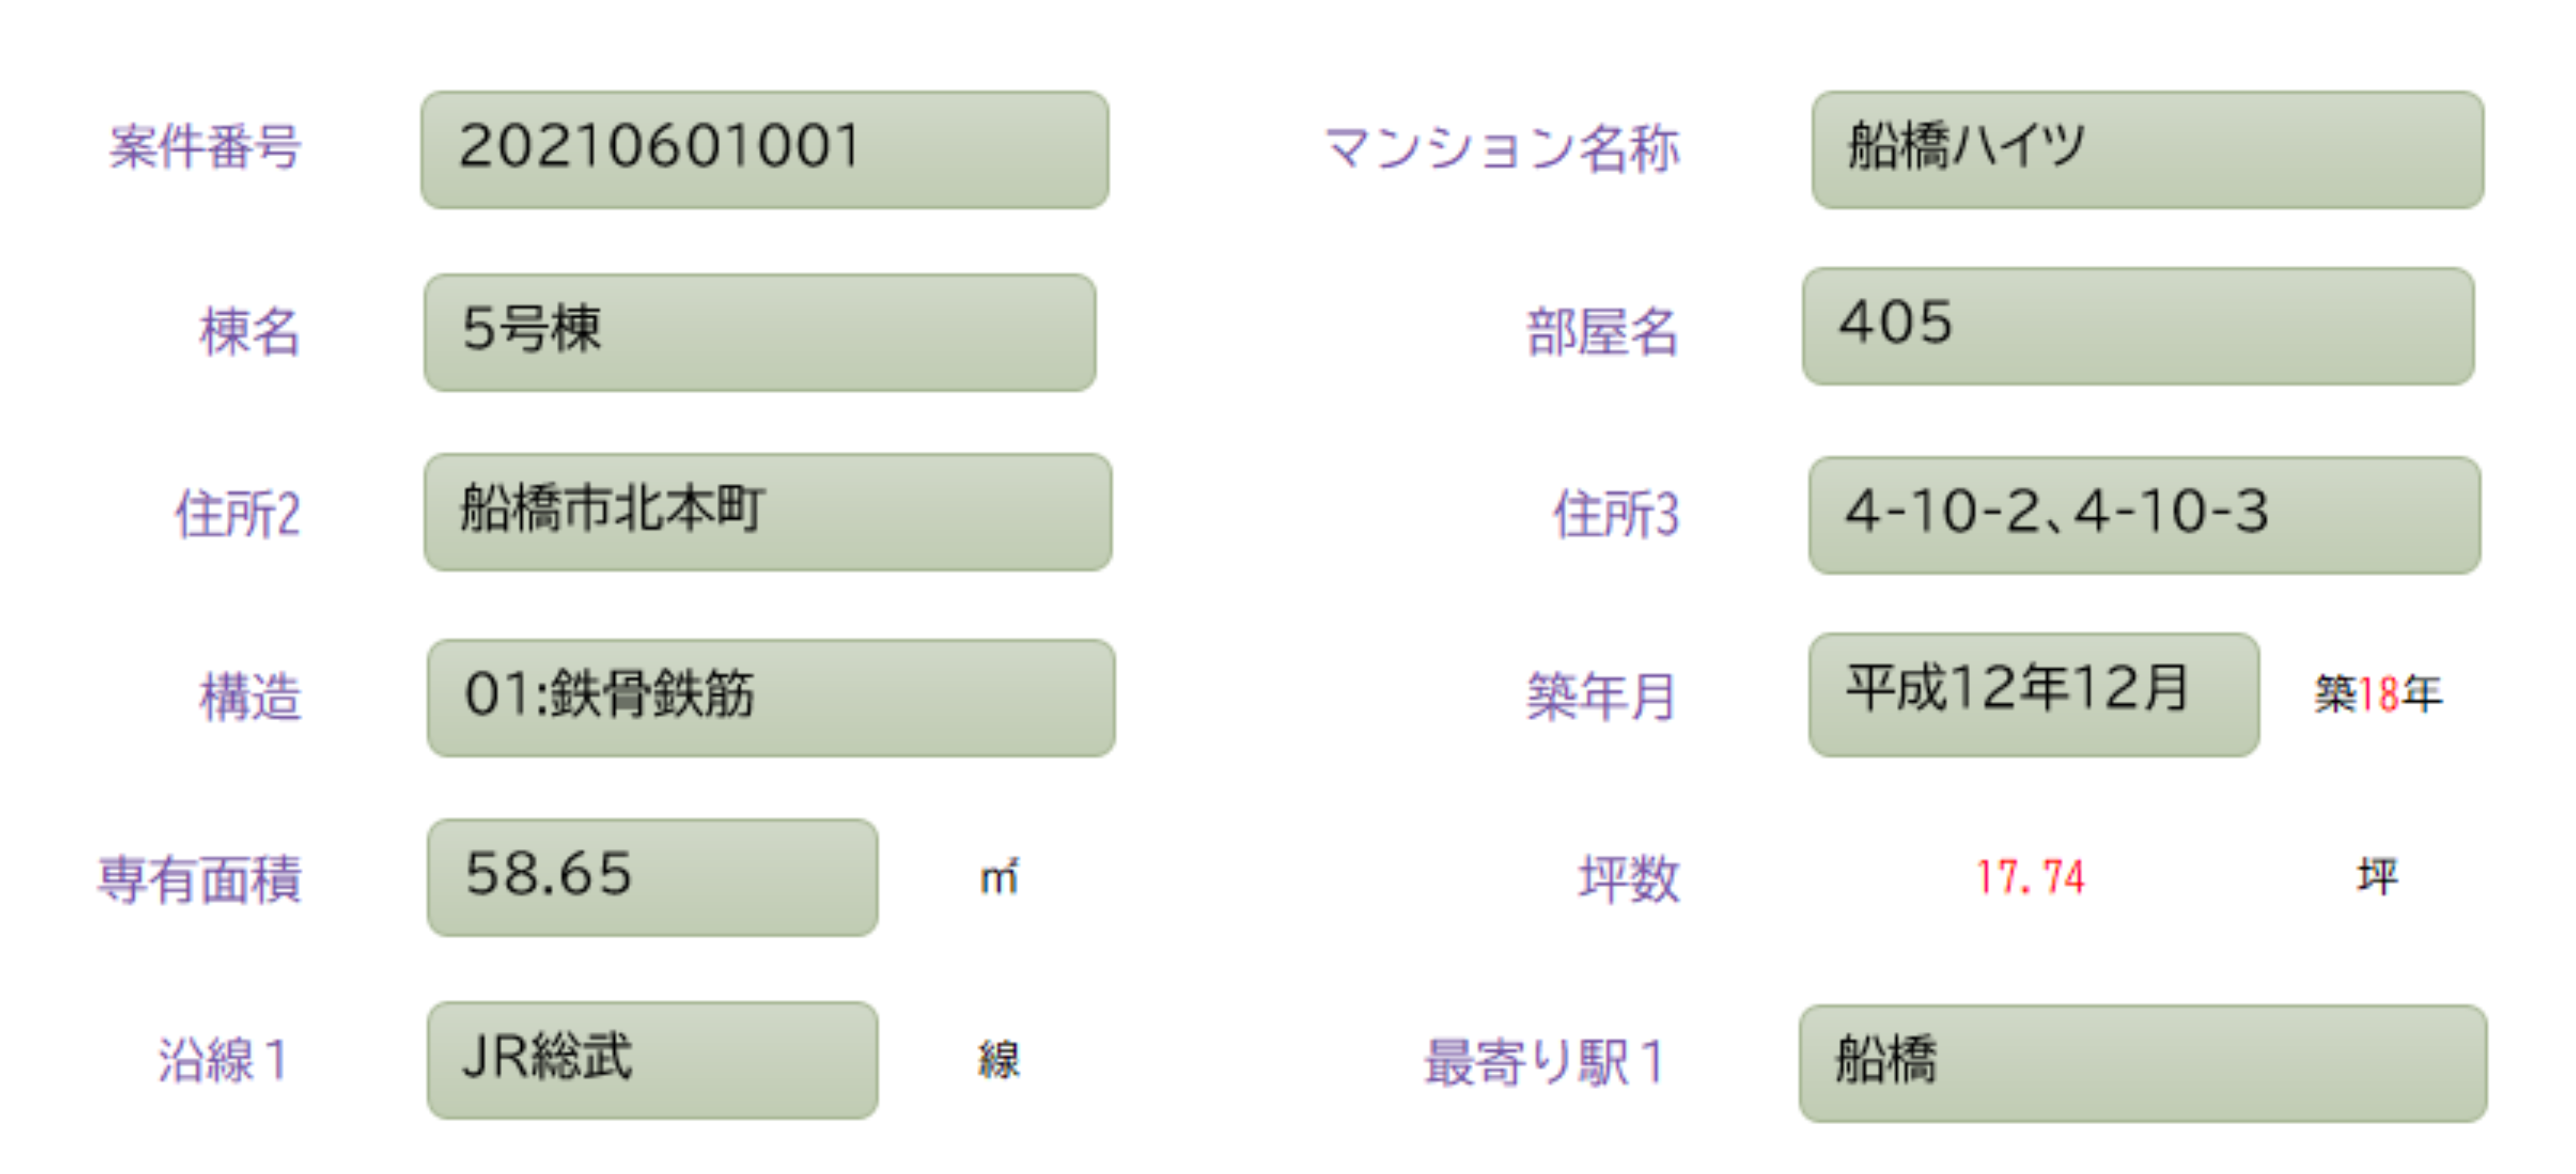 案件番号 20210601001 マンション名称 船橋ハイツ
棟名 5号棟 部屋名 405
住所2 船橋市北本町 住所3 4-10-2、4-10-3
構造 01:鉄骨鉄筋 築年月 平成12年12月 築18年
専有面積 58.65 ㎡ 坪数 17.74 坪
沿線1 JR総武 線 最寄り駅1 船橋